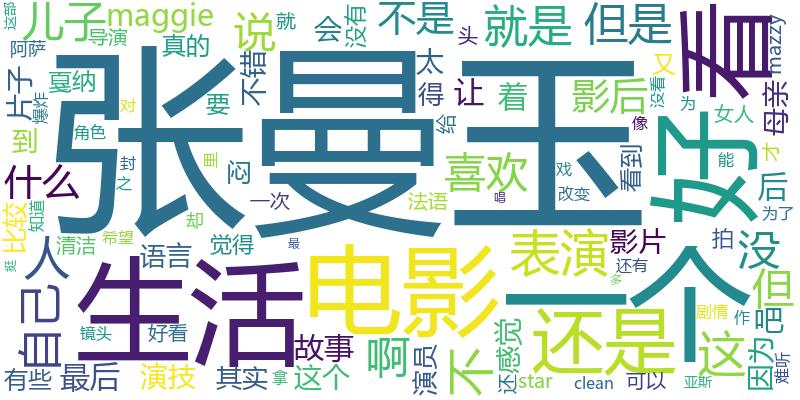 这部
就
儿子
maggie
导演
阿萨
真的
说
会
没有
不是
头
就是
但是
看
mazzy
片子
爆炸
戛纳
不错
太
得
让
着
影后
又
没看
为
女人
母亲
到
要
对
角色
张曼玉
给
像
好
才
什么
封
之
里
闷
喜欢
戏
看到
能
后
为了
知道
却
一次
法语
唱
改变
比较
清洁
希望
觉得
语言
最
表演
影片
拍
没
挺
人
自己
生活
电影
一个
还有
多
但
还是
这
剧情
作
吧
因为
难听
镜头
好看
故事
啊
演员
不
还
感觉
有些
最后
演技
其实
拿
这个
star
clean
可以
亚斯